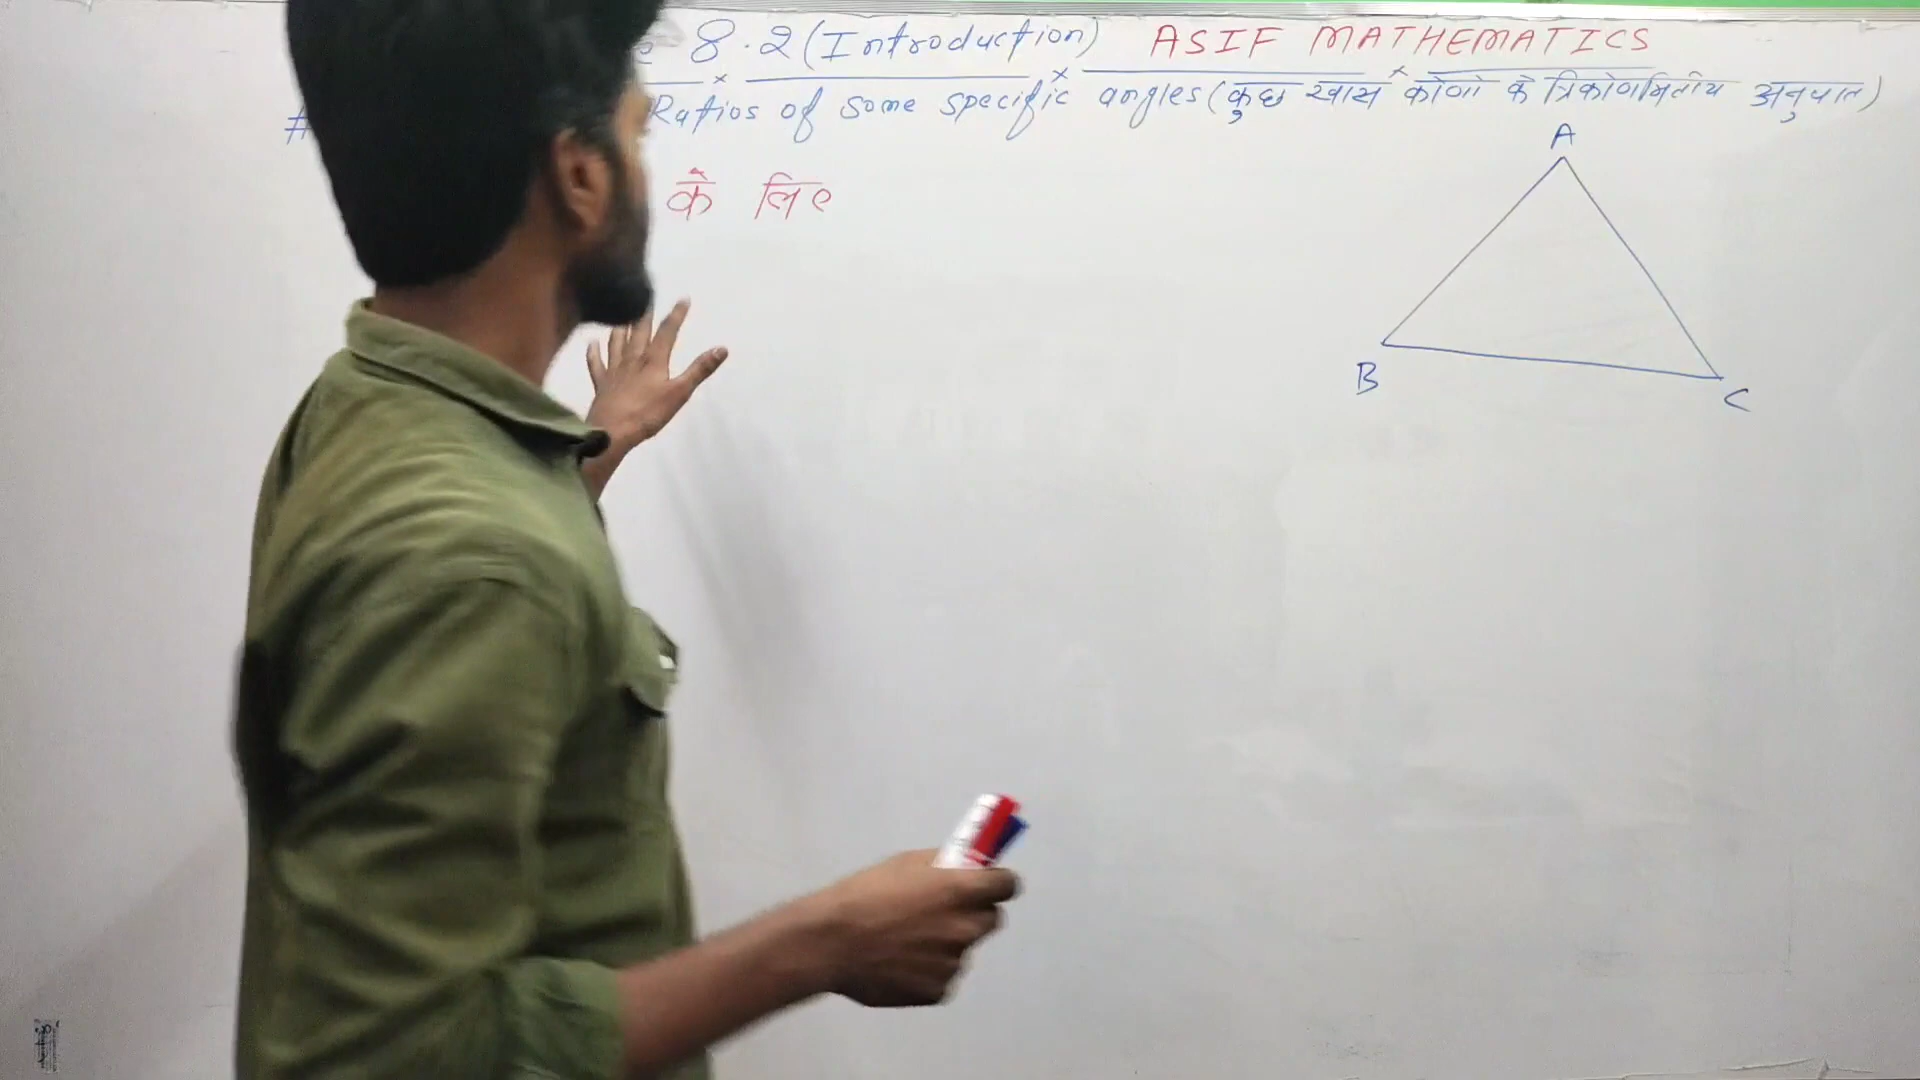 8.2 (Introduction) ASIF MATHEMATICS
# Ratios of some specific angles (कुछ खास कोणों के त्रिकोणमितीय अनुपात)
के लिए
A
B
C